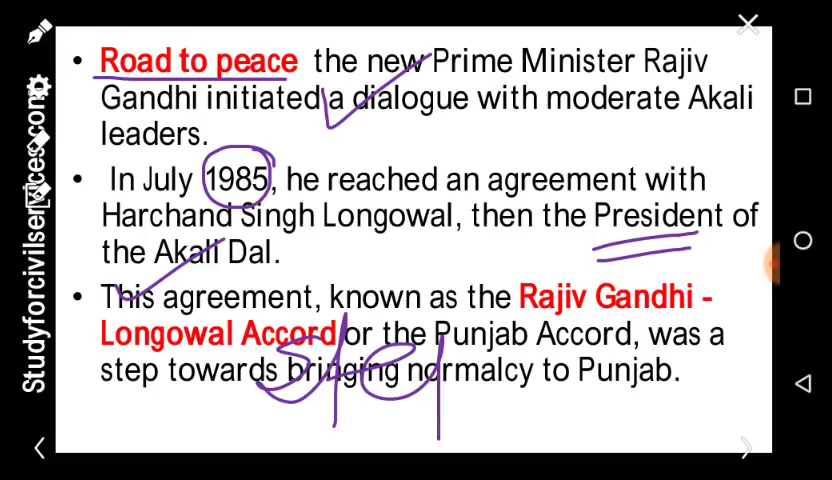 • Road to peace the new Prime Minister Rajiv
Gandhi initiated a dialogue with moderate Akali
leaders.
• In July 1985, he reached an agreement with
Harchand Singh Longowal, then the President of
the Akali Dal.
• This agreement, known as the Rajiv Gandhi -
Longowal Accord or the Punjab Accord, was a
step towards bringing normalcy to Punjab.
Studyforcivilservices.com